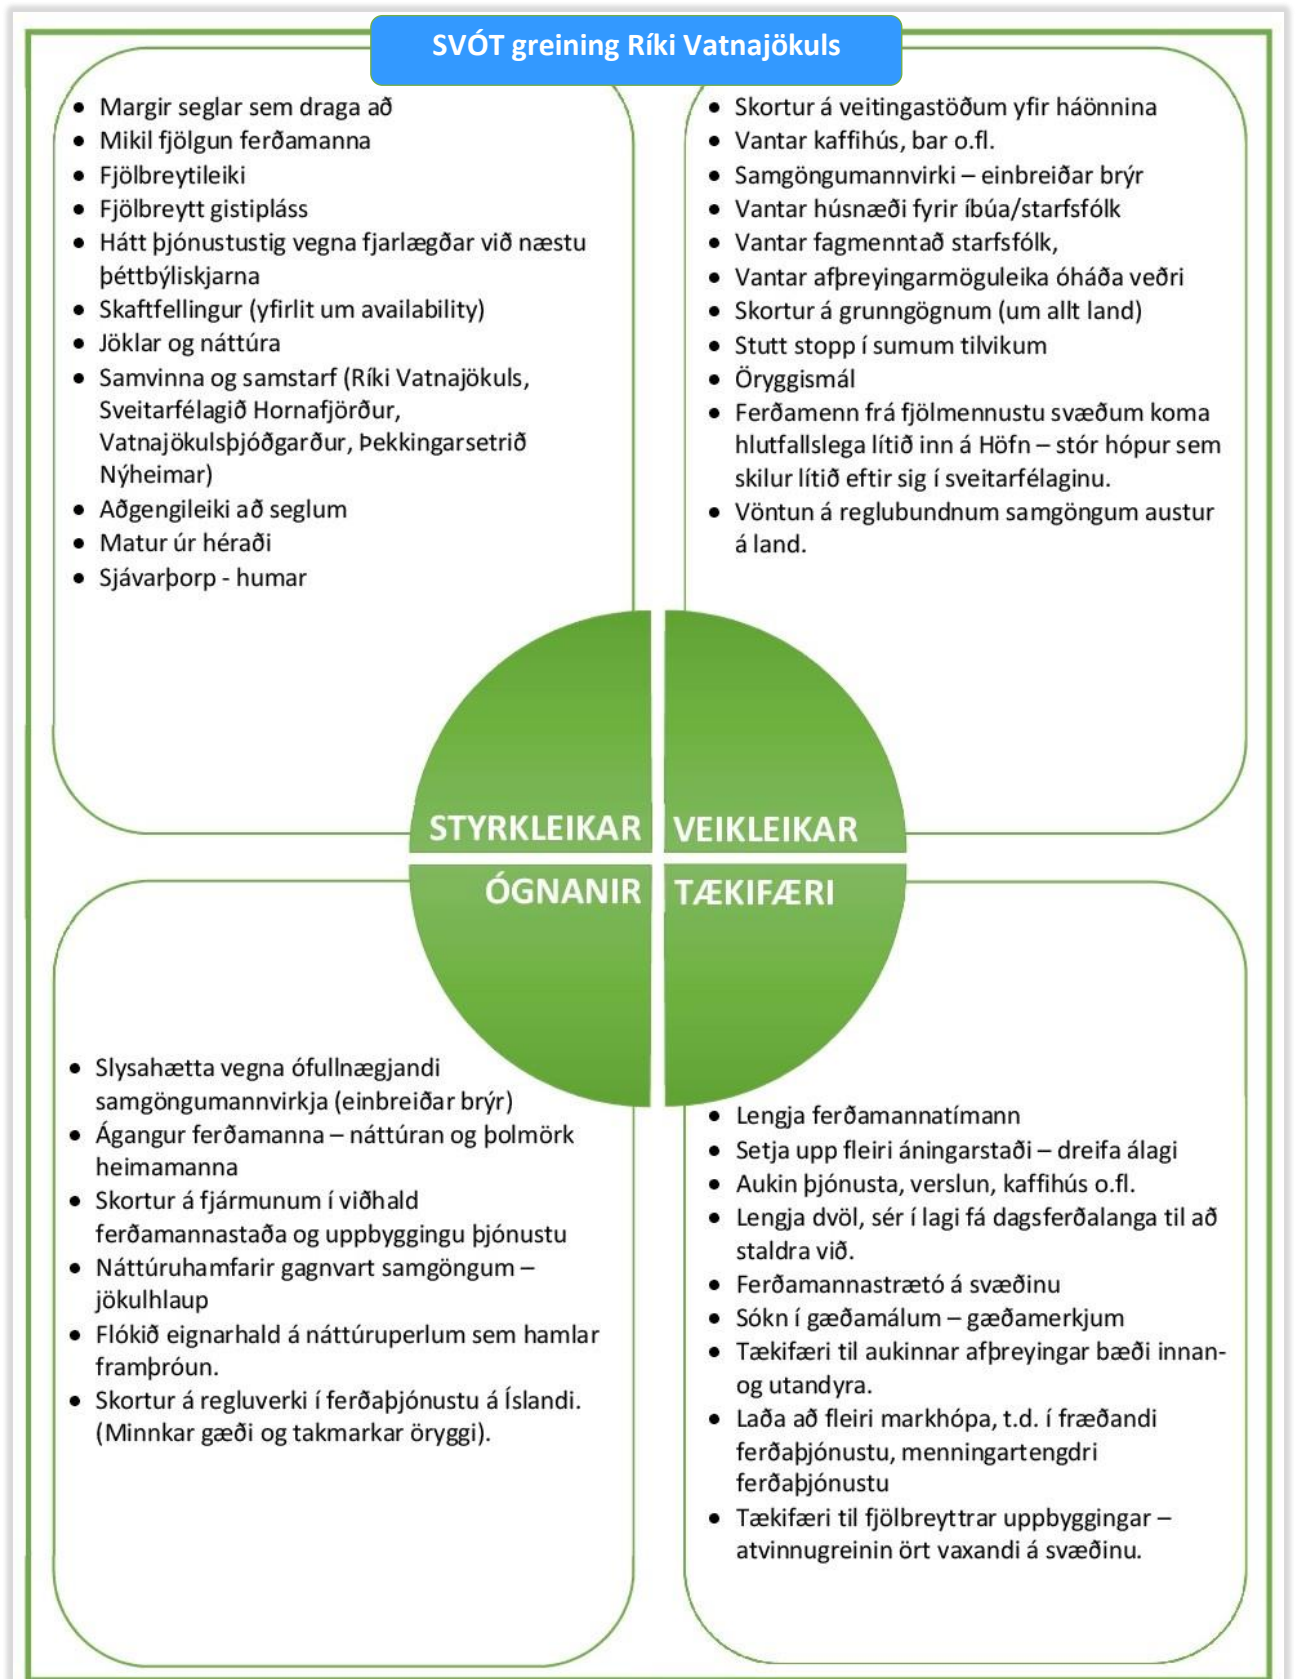 SVÓT greining Ríki Vatnajökuls
• Margir seglar sem draga að
• Mikil fjölgun ferðamanna
• Fjölbreytileiki
• Fjölbreytt gistipláss
• Hátt þjónustustig vegna fjarlægðar við næstu
þéttbýliskjarna
• Skaftfellingur (yfirlit um availability)
• Jöklar og náttúra
• Samvinna og samstarf (Ríki Vatnajökuls,
Sveitarfélagið Hornafjörður,
Vatnajökulsþjóðgarður, Þekkingarsetrið
Nýheimar)
• Aðgengileiki að seglum
• Matur úr héraði
• Sjávarþorp - humar
• Skortur á veitingastöðum yfir háönnina
• Vantar kaffihús, bar o.fl.
• Samgöngumannvirki – einbreiðar brýr
• Vantar húsnæði fyrir íbúa/starfsfólk
• Vantar fagmenntað starfsfólk,
• Vantar afþreyingarmöguleika óháða veðri
• Skortur á grunngögnum (um allt land)
• Stutt stopp í sumum tilvikum
• Öryggismál
• Ferðamenn frá fjölmennustu svæðum koma
hlutfallslega lítið inn á Höfn – stór hópur sem
skilur lítið eftir sig í sveitarfélaginu.
• Vöntun á reglubundnum samgöngum austur
á land.
STYRKLEIKAR
VEIKLEIKAR
ÓGNANIR
TÆKIFÆRI
• Slysahætta vegna ófullnægjandi
samgöngumannvirkja (einbreiðar brýr)
• Ágangur ferðamanna – náttúran og þolmörk
heimamanna
• Skortur á fjármunum í viðhald
ferðamannastaða og uppbyggingu þjónustu
• Náttúruhamfarir gagnvart samgöngum –
jökulhlaup
• Flókið eignarhald á náttúruperlum sem hamlar
framþróun.
• Skortur á regluverki í ferðaþjónustu á Íslandi.
(Minnkar gæði og takmarkar öryggi).
• Lengja ferðamannatímann
• Setja upp fleiri áningarstaði – dreifa álagi
• Aukin þjónusta, verslun, kaffihús o.fl.
• Lengja dvöl, sér í lagi fá dagsferðalanga til að
staldra við.
• Ferðamannastrætó á svæðinu
• Sókn í gæðamálum – gæðamerkjum
• Tækifæri til aukinnar afþreyingar bæði innan-
og utandyra.
• Laða að fleiri markhópa, t.d. í fræðandi
ferðaþjónustu, menningartengdri
ferðaþjónustu
• Tækifæri til fjölbreyttrar uppbyggingar –
atvinnugreinin ört vaxandi á svæðinu.